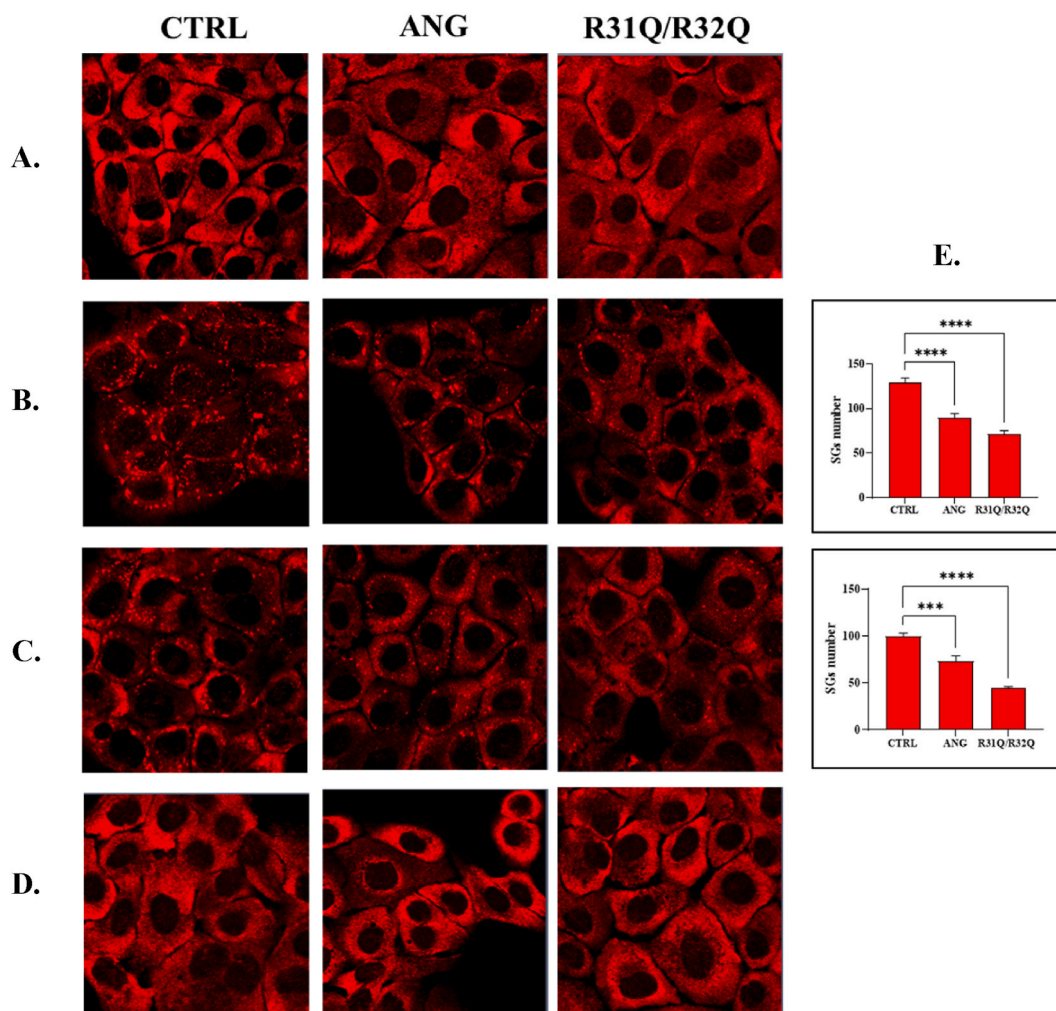 CTRL ANG R31Q/R32Q
A.
E.
B.
****
****
150
100
50
0
SGs number
CTRL ANG R31Q/R32Q
C.
****
***
150
100
50
0
SGs number
CTRL ANG R31Q/R32Q
D.